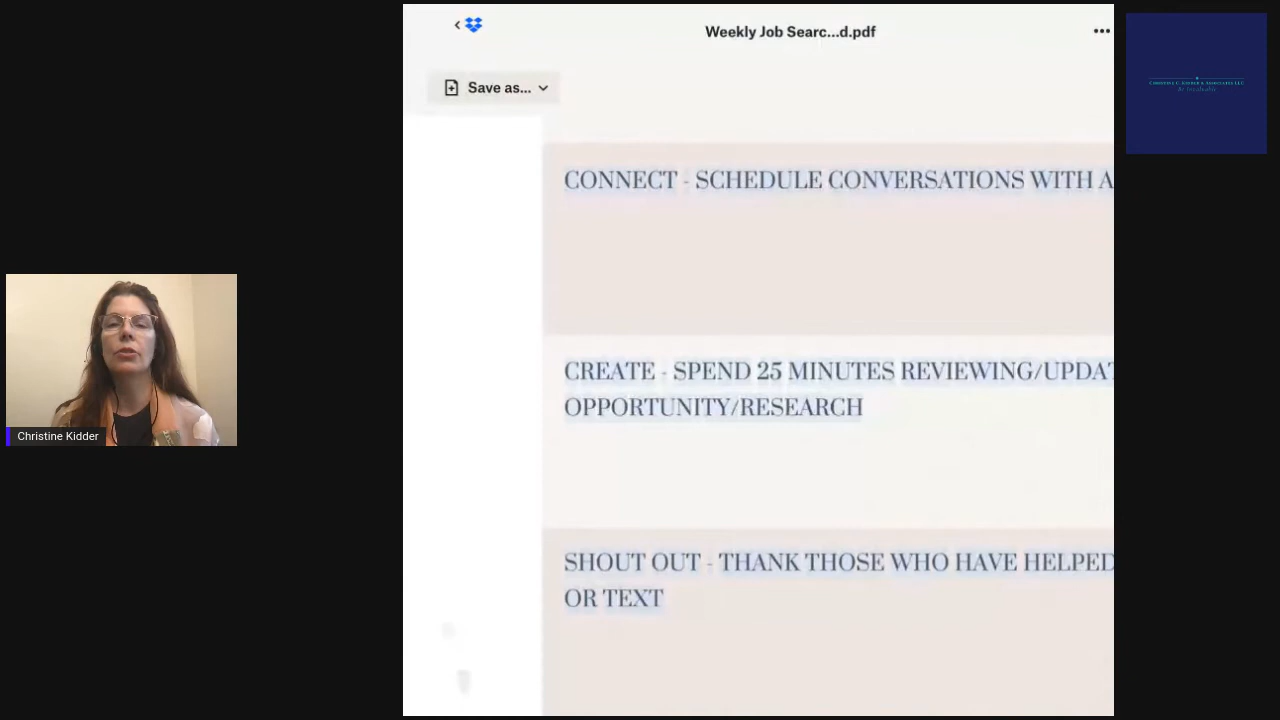 Weekly Job Searc...d.pdf
Save as...
CONNECT - SCHEDULE CONVERSATIONS WITH A
CREATE - SPEND 25 MINUTES REVIEWING/UPDAT
OPPORTUNITY/RESEARCH
SHOUT OUT - THANK THOSE WHO HAVE HELPED
OR TEXT
Christine Kidder